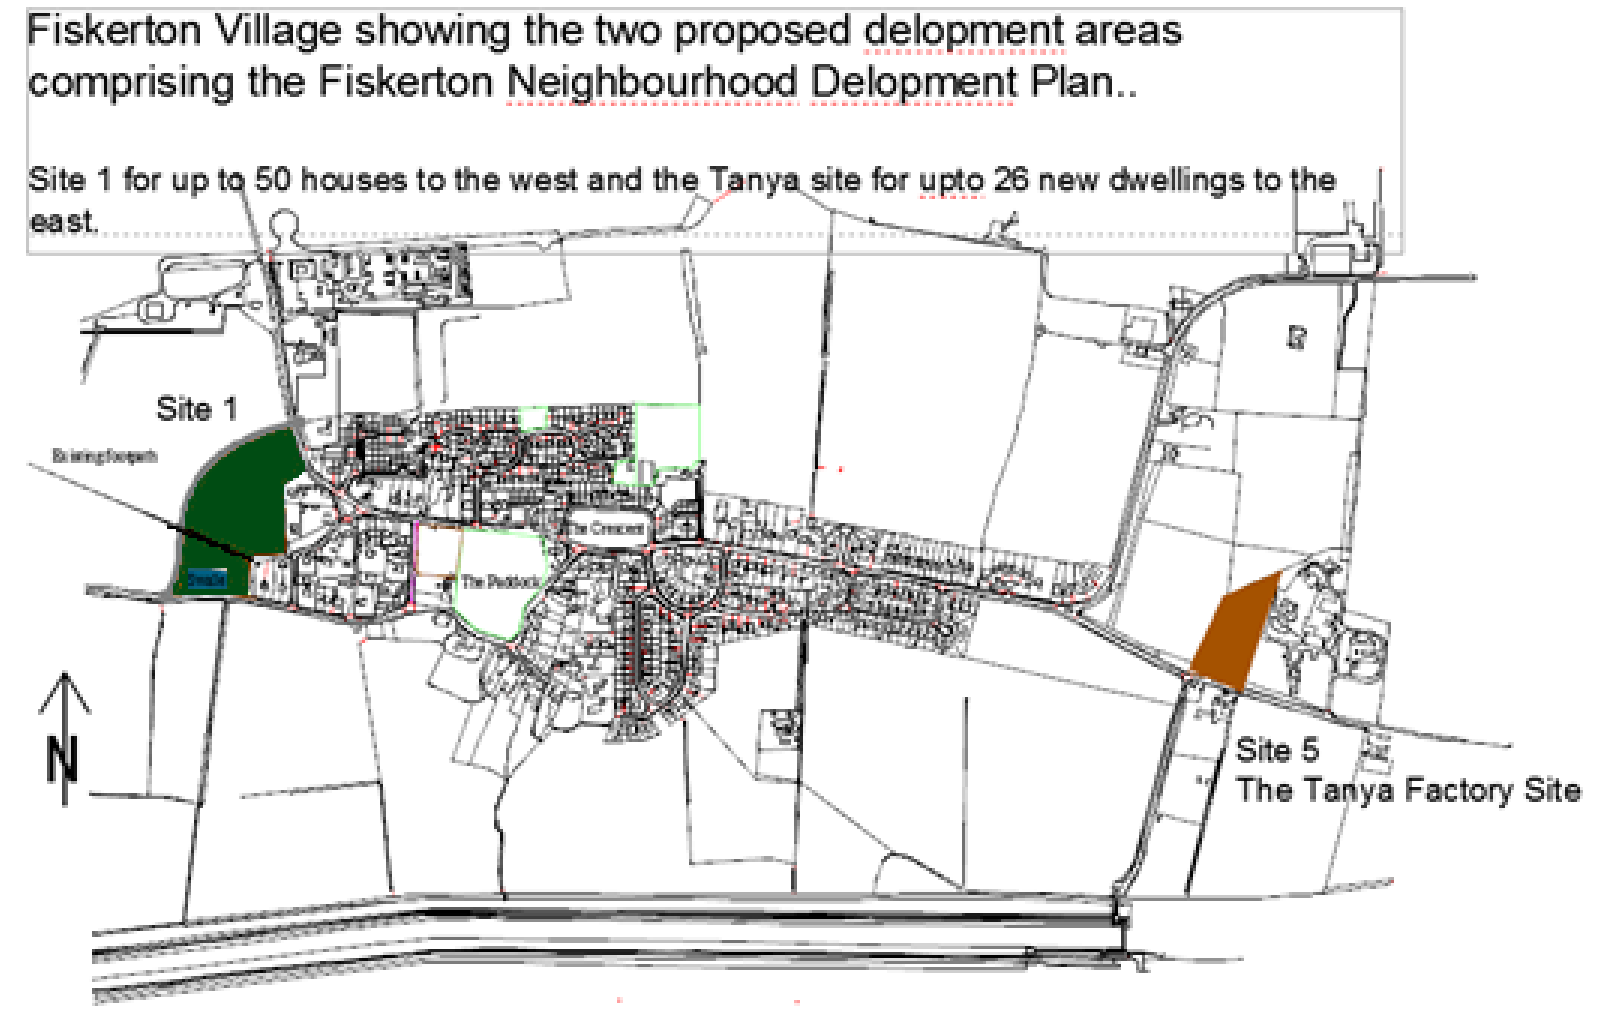 Fiskerton Village showing the two proposed delopment areas
comprising the Fiskerton Neighbourhood Delopment Plan..
Site 1 for up to 50 houses to the west and the Tanya site for upto 26 new dwellings to the
east.
Site 1
Existing footpath
The Crescent
Swale
The Paddock
N
Site 5
The Tanya Factory Site